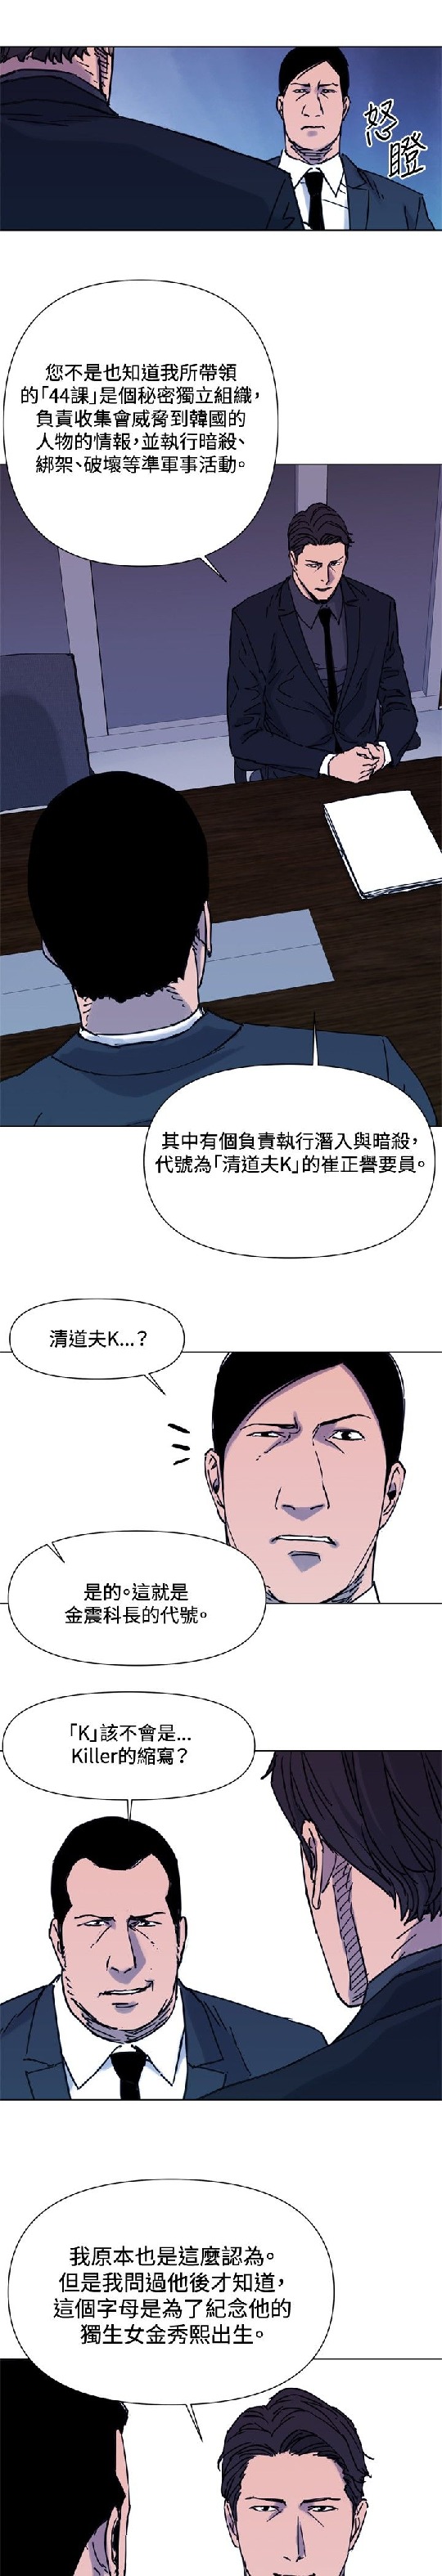 怒瞪
您不是也知道我所帶領
的「44課」是個秘密獨立組織，
負責收集會威脅到韓國的
人物的情報，並執行暗殺、
綁架、破壞等準軍事活動。
其中有個負責執行潛入與暗殺，
代號為「清道夫K」的崔正譽要員。
清道夫K...？
是的。這就是
金震科長的代號。
「K」該不會是...
Killer的縮寫？
我原本也是這麼認為。
但是我問過他後才知道，
這個字母是為了紀念他的
獨生女金秀熙出生。